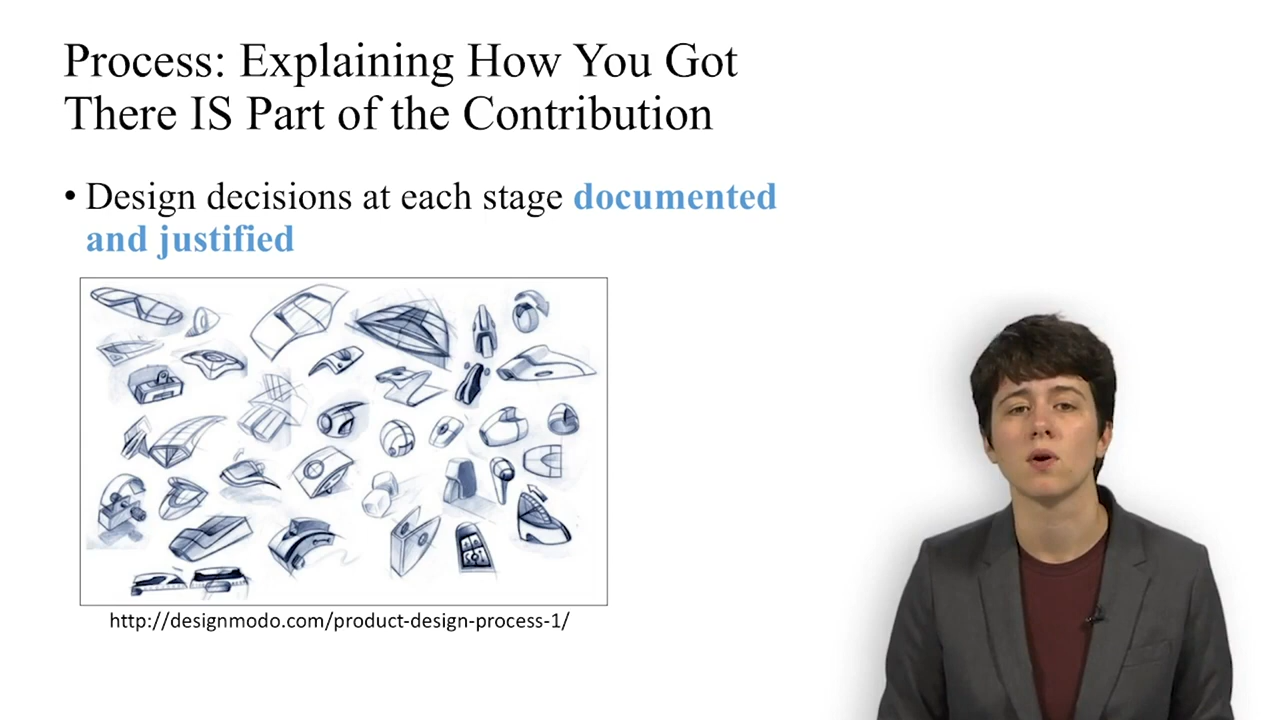 Process: Explaining How You Got
There IS Part of the Contribution
• Design decisions at each stage documented
and justified
http://designmodo.com/product-design-process-1/